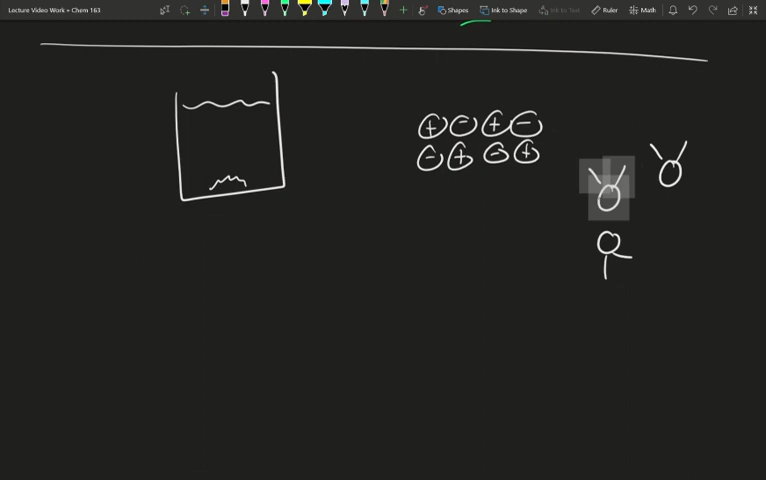 Lecture Video Work » Chem 163
Shapes
Ink to Shape
Ink to Text
Ruler
Math
+ - + -
- + - +